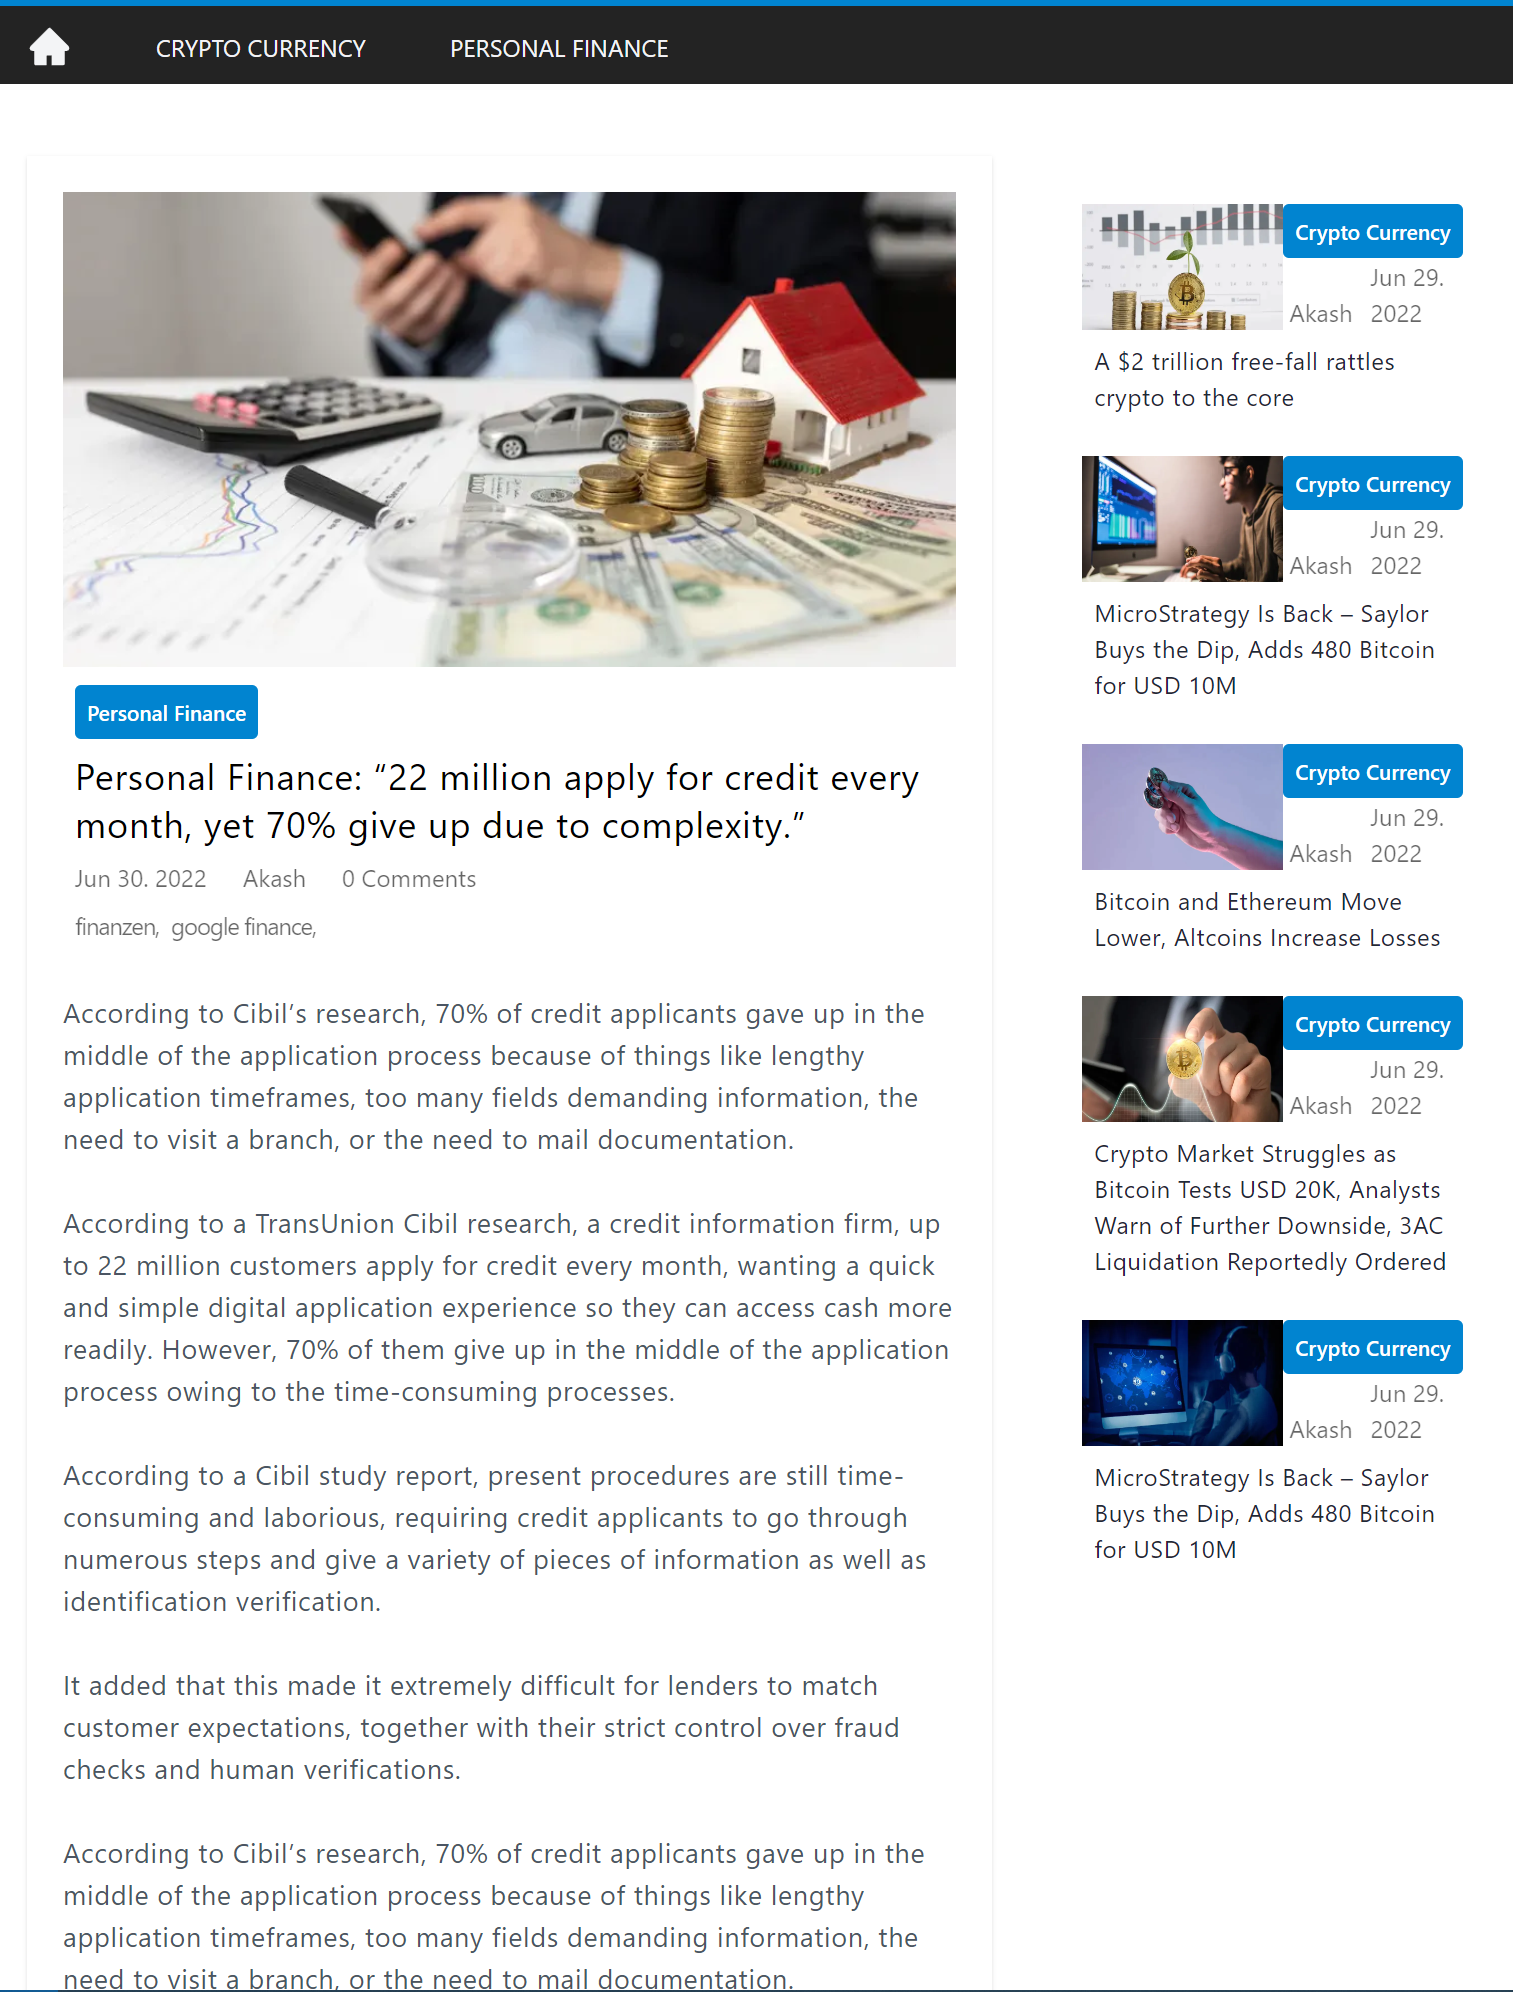 CRYPTO CURRENCY PERSONAL FINANCE
Personal Finance
Personal Finance: “22 million apply for credit every
month, yet 70% give up due to complexity.”
Jun 30. 2022 Akash 0 Comments
finanzen, google finance,
According to Cibil’s research, 70% of credit applicants gave up in the
middle of the application process because of things like lengthy
application timeframes, too many fields demanding information, the
need to visit a branch, or the need to mail documentation.
According to a TransUnion Cibil research, a credit information firm, up
to 22 million customers apply for credit every month, wanting a quick
and simple digital application experience so they can access cash more
readily. However, 70% of them give up in the middle of the application
process owing to the time-consuming processes.
According to a Cibil study report, present procedures are still time-
consuming and laborious, requiring credit applicants to go through
numerous steps and give a variety of pieces of information as well as
identification verification.
It added that this made it extremely difficult for lenders to match
customer expectations, together with their strict control over fraud
checks and human verifications.
According to Cibil’s research, 70% of credit applicants gave up in the
middle of the application process because of things like lengthy
application timeframes, too many fields demanding information, the
need to visit a branch, or the need to mail documentation.
Crypto Currency
Jun 29.
Akash 2022
A $2 trillion free-fall rattles
crypto to the core
Crypto Currency
Jun 29.
Akash 2022
MicroStrategy Is Back – Saylor
Buys the Dip, Adds 480 Bitcoin
for USD 10M
Crypto Currency
Jun 29.
Akash 2022
Bitcoin and Ethereum Move
Lower, Altcoins Increase Losses
Crypto Currency
Jun 29.
Akash 2022
Crypto Market Struggles as
Bitcoin Tests USD 20K, Analysts
Warn of Further Downside, 3AC
Liquidation Reportedly Ordered
Crypto Currency
Jun 29.
Akash 2022
MicroStrategy Is Back – Saylor
Buys the Dip, Adds 480 Bitcoin
for USD 10M